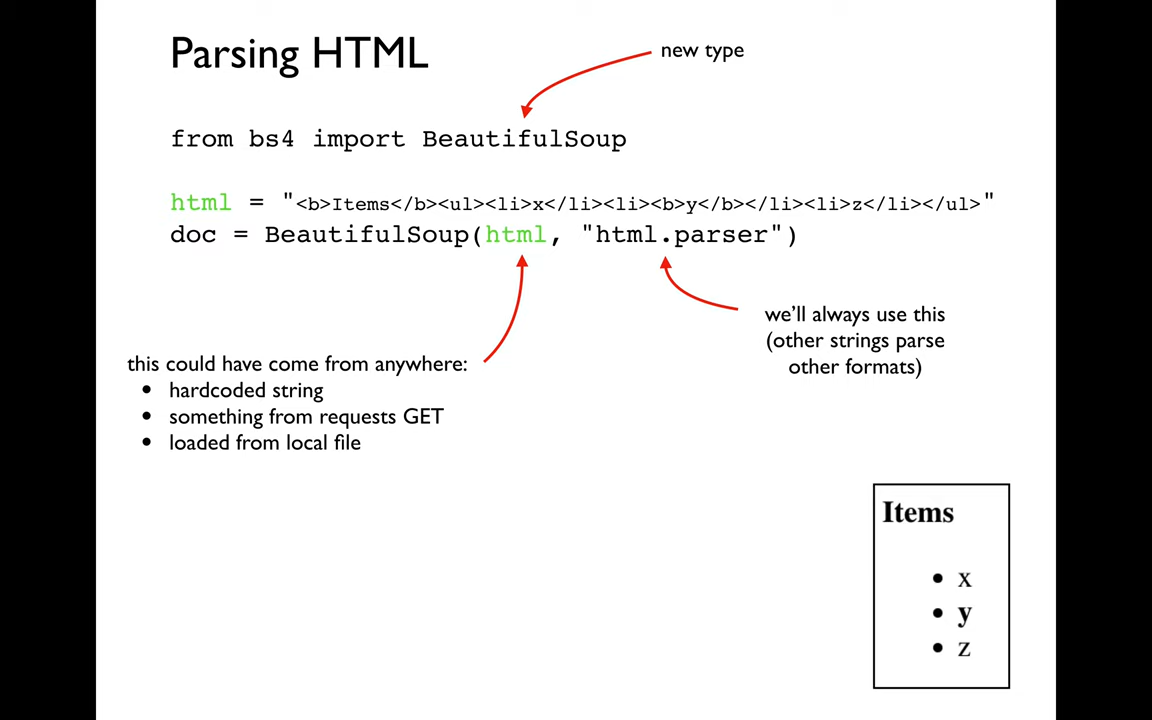 Parsing HTML
new type
from bs4 import BeautifulSoup
html = "<b>Items</b><ul><li>x</li><li><b>y</b></li><li>z</li></ul>"
doc = BeautifulSoup(html, "html.parser")
we’ll always use this
(other strings parse
other formats)
this could have come from anywhere:
• hardcoded string
• something from requests GET
• loaded from local file
Items
• x
• y
• z